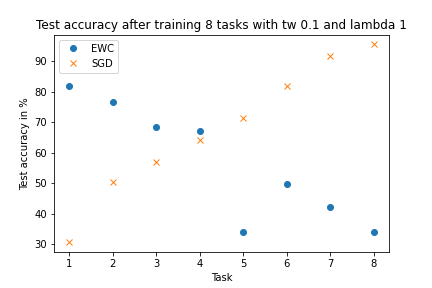 Test accuracy after training 8 tasks with tw 0.1 and lambda 1
EWC
SGD
90
80
70
60
50
40
30
Test accuracy in %
1 2 3 4 5 6 7 8
Task